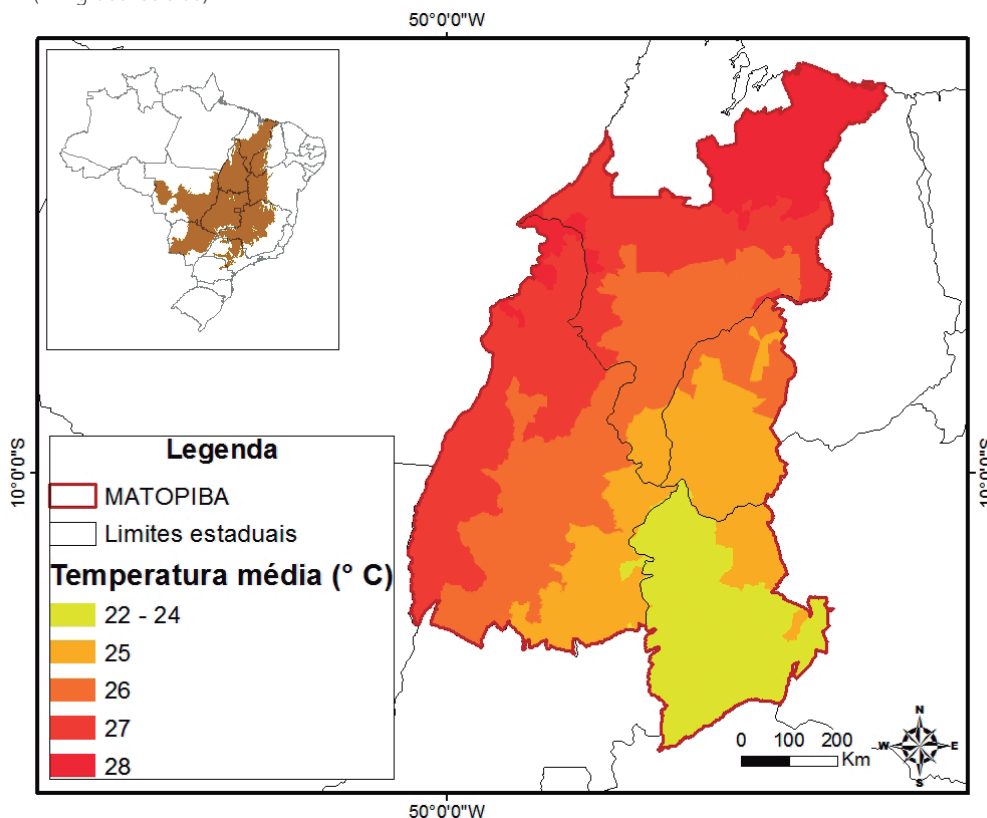 50°0'0"W
10°0'0"S
10°0'0"S
Legenda
MATOPIBA
Limites estaduais
Temperatura média (° C)
22 - 24
25
26
27
28
N
W
E
S
0 100 200
Km
50°0'0"W